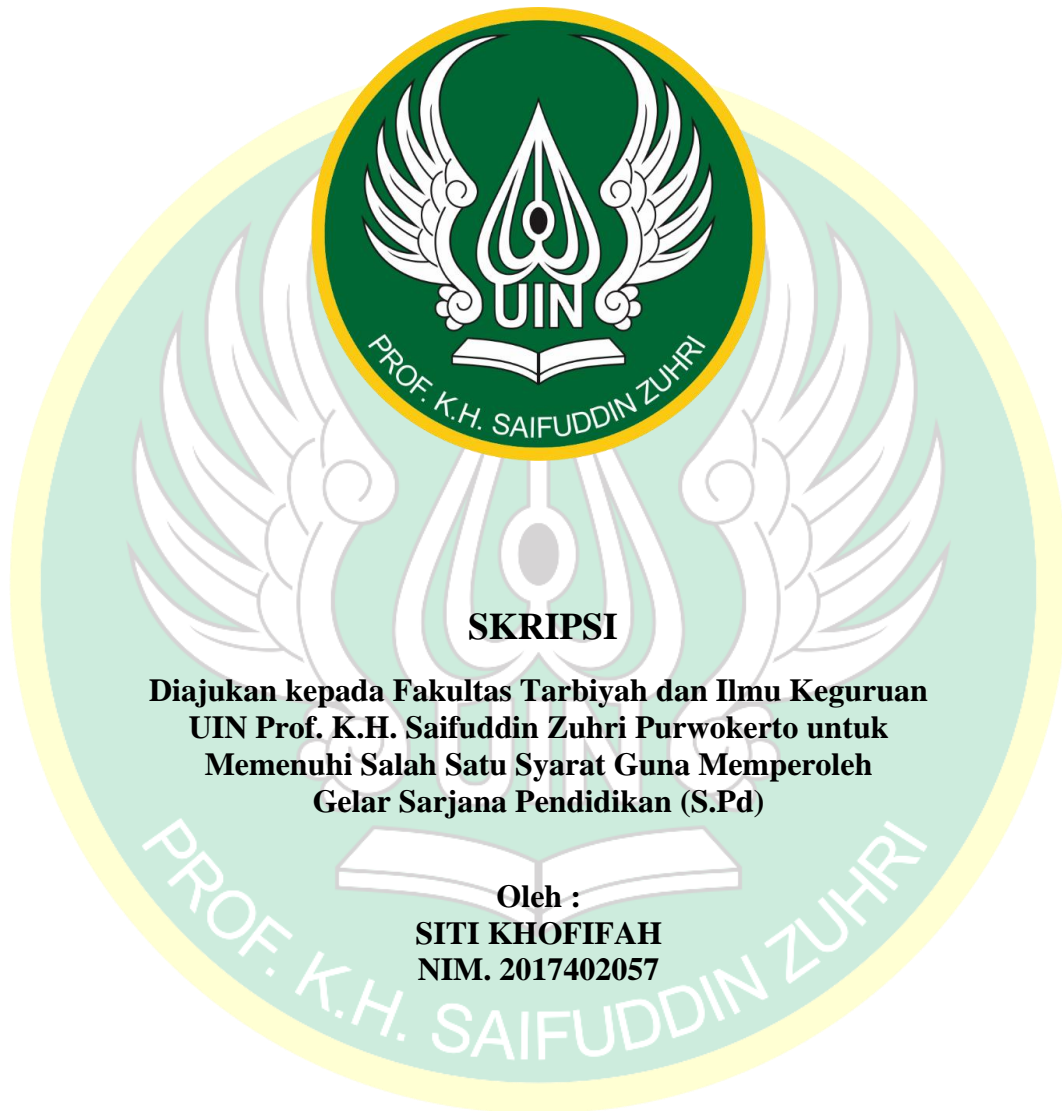 UIN
PROF. K.H. SAIFUDDIN ZUHRI
SKRIPSI
Diajukan kepada Fakultas Tarbiyah dan Ilmu Keguruan
UIN Prof. K.H. Saifuddin Zuhri Purwokerto untuk
Memenuhi Salah Satu Syarat Guna Memperoleh
Gelar Sarjana Pendidikan (S.Pd)
Oleh :
SITI KHOFIFAH
NIM. 2017402057
UIN
PROF. K.H. SAIFUDDIN ZUHRI